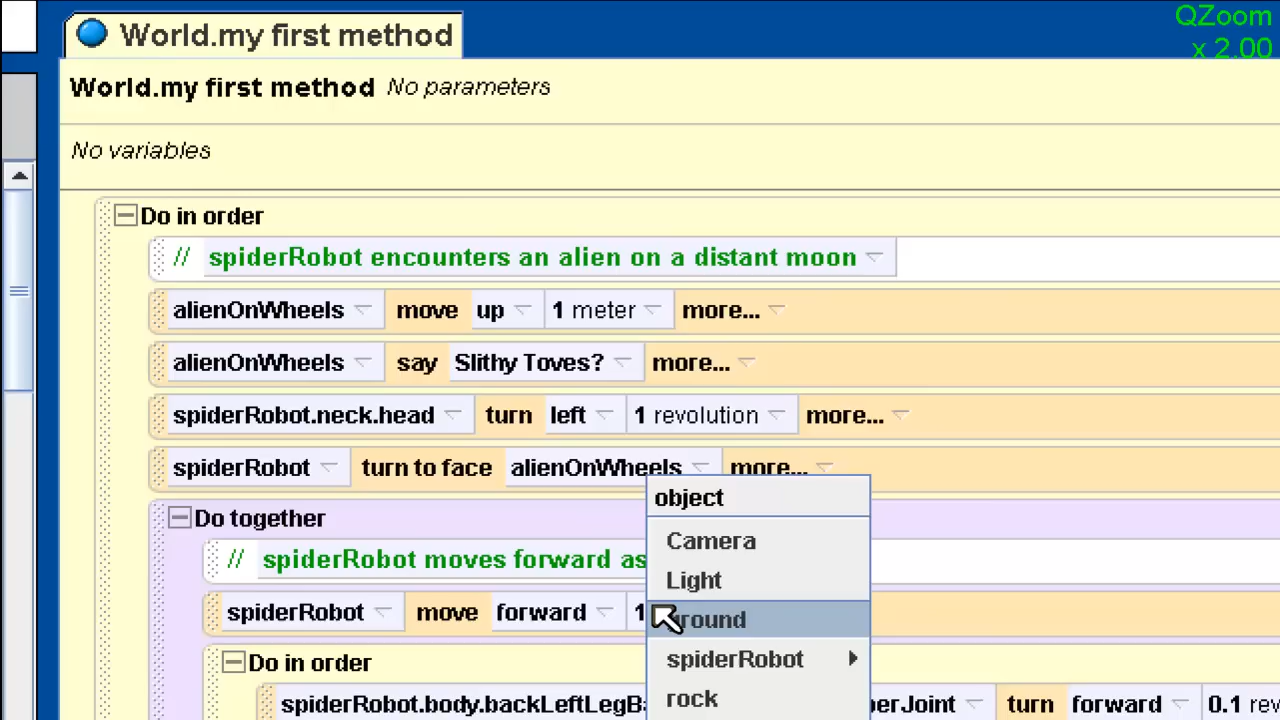 QZoom
x 2.00
World.my first method
World.my first method No parameters
No variables
Do in order
// spiderRobot encounters an alien on a distant moon
alienOnWheels move up 1 meter more...
alienOnWheels say Slithy Toves? more...
spiderRobot.neck.head turn left 1 revolution more...
spiderRobot turn to face alienOnWheels more...
object
Camera
Light
spiderRobot
rock
Do together
// spiderRobot moves forward as
spiderRobot move forward 1
Do in order
spiderRobot.body.backLeftLegBa perJoint turn forward 0.1 rev